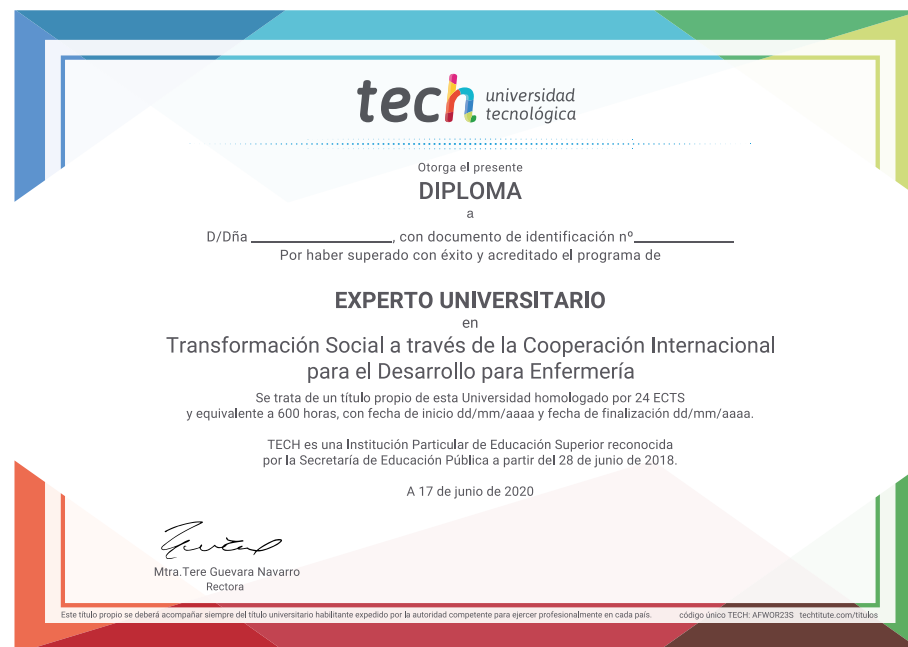 tech universidad
tecnológica
Otorga el presente
DIPLOMA
a
D/Dña ____________________, con documento de identificación nº______________
Por haber superado con éxito y acreditado el programa de
EXPERTO UNIVERSITARIO
en
Transformación Social a través de la Cooperación Internacional
para el Desarrollo para Enfermería
Se trata de un título propio de esta Universidad homologado por 24 ECTS
y equivalente a 600 horas, con fecha de inicio dd/mm/aaaa y fecha de finalización dd/mm/aaaa.
TECH es una Institución Particular de Educación Superior reconocida
por la Secretaría de Educación Pública a partir del 28 de junio de 2018.
A 17 de junio de 2020
Mtra.Tere Guevara Navarro
Rectora
Este título propio se deberá acompañar siempre del título universitario habilitante expedido por la autoridad competente para ejercer profesionalmente en cada país. código único TECH: AFWOR23S techtitute.com/titulos